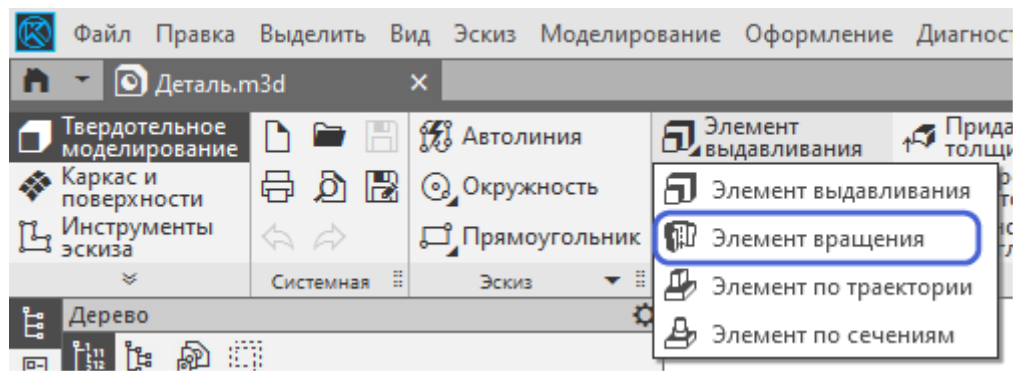 Файл Правка Выделить Вид Эскиз Моделирование Оформление
Деталь.m3d
Твердотельное
моделирование
Каркас и
поверхности
Инструменты
эскиза
Системная
Автолиния
Окружность
Прямоугольник
Эскиз
Элемент
выдавливания
Элемент выдавливания
Элемент вращения
Элемент по траектории
Элемент по сечениям
Дерево